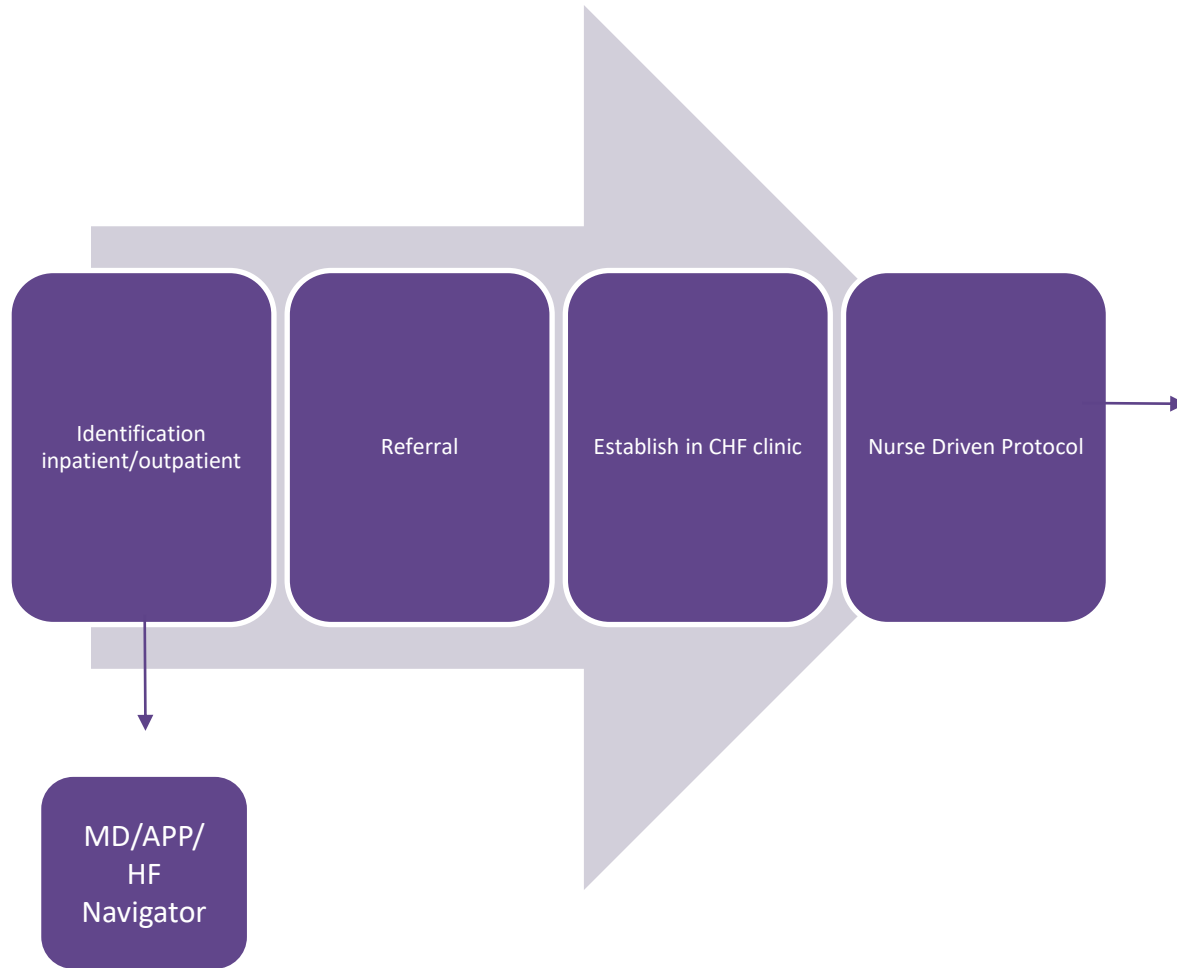 Identification
inpatient/outpatient
Referral
Establish in CHF clinic
Nurse Driven Protocol
MD/APP/
HF
Navigator